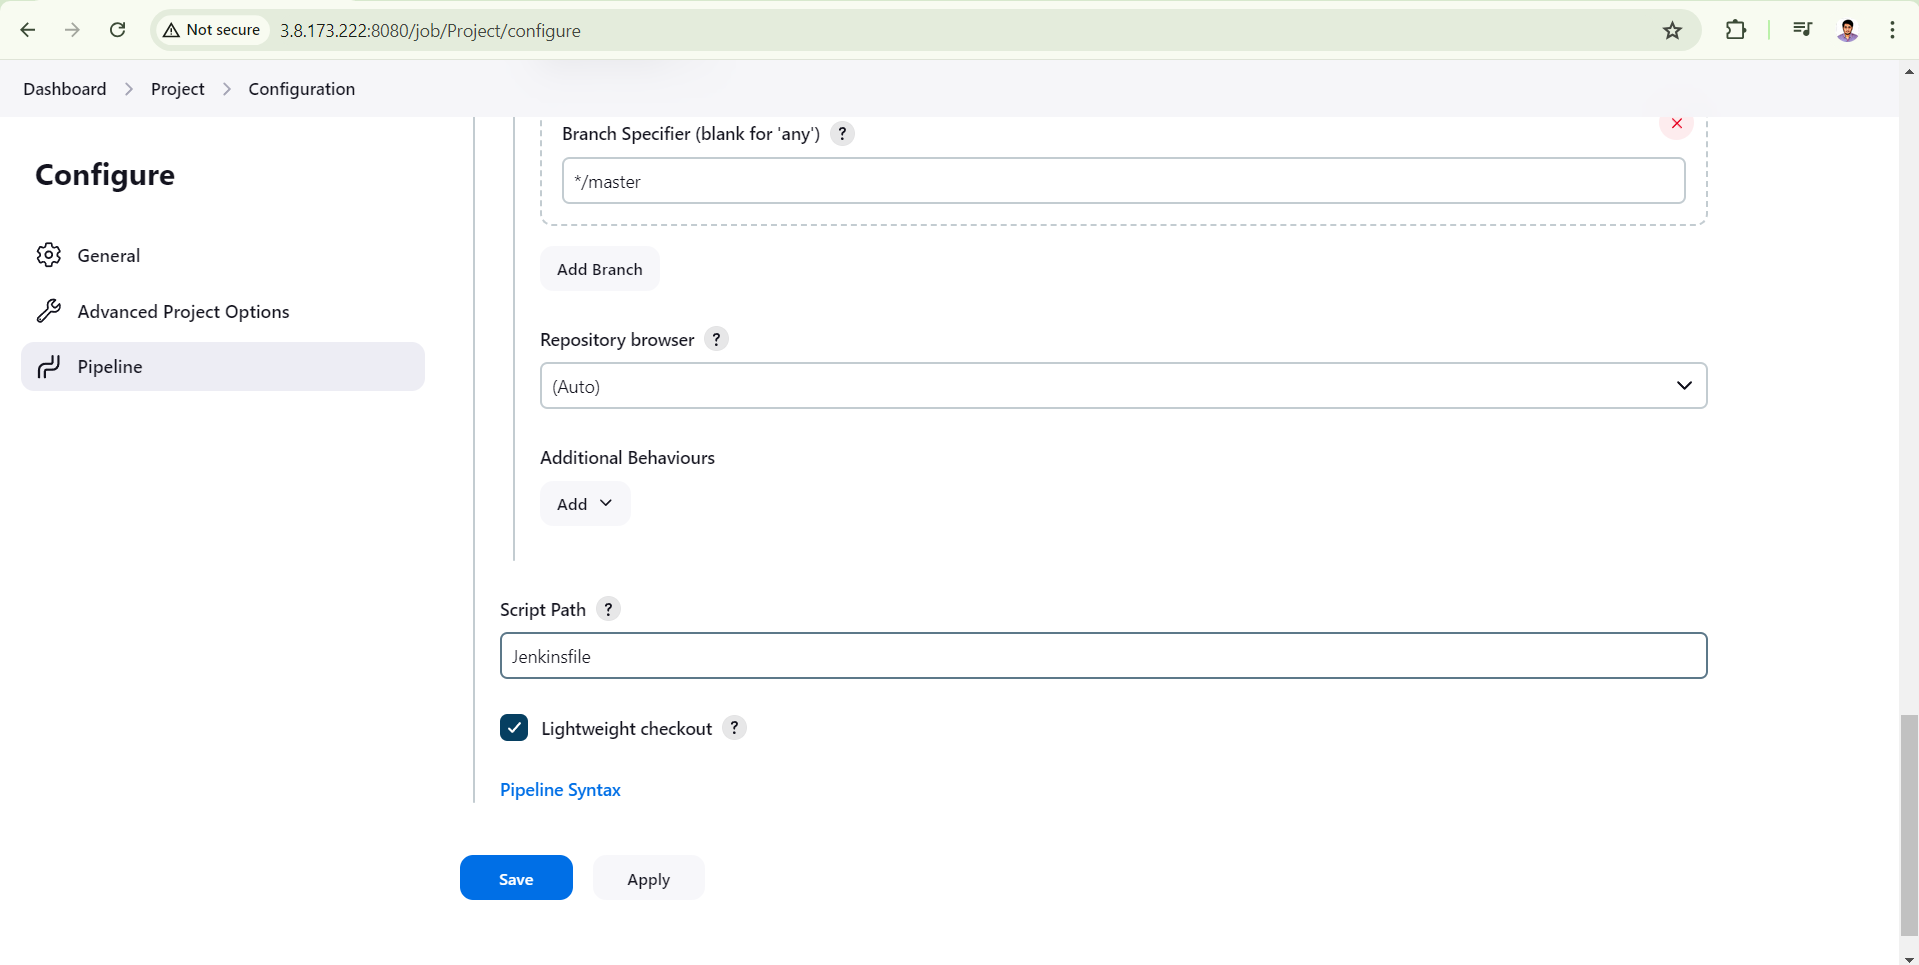 Not secure 3.8.173.222:8080/job/Project/configure
Dashboard Project Configuration
Configure
General
Advanced Project Options
Pipeline
Branch Specifier (blank for 'any') ?
*/master
Add Branch
Repository browser ?
(Auto)
Additional Behaviours
Add
Script Path ?
Jenkinsfile
Lightweight checkout ?
Pipeline Syntax
Save Apply